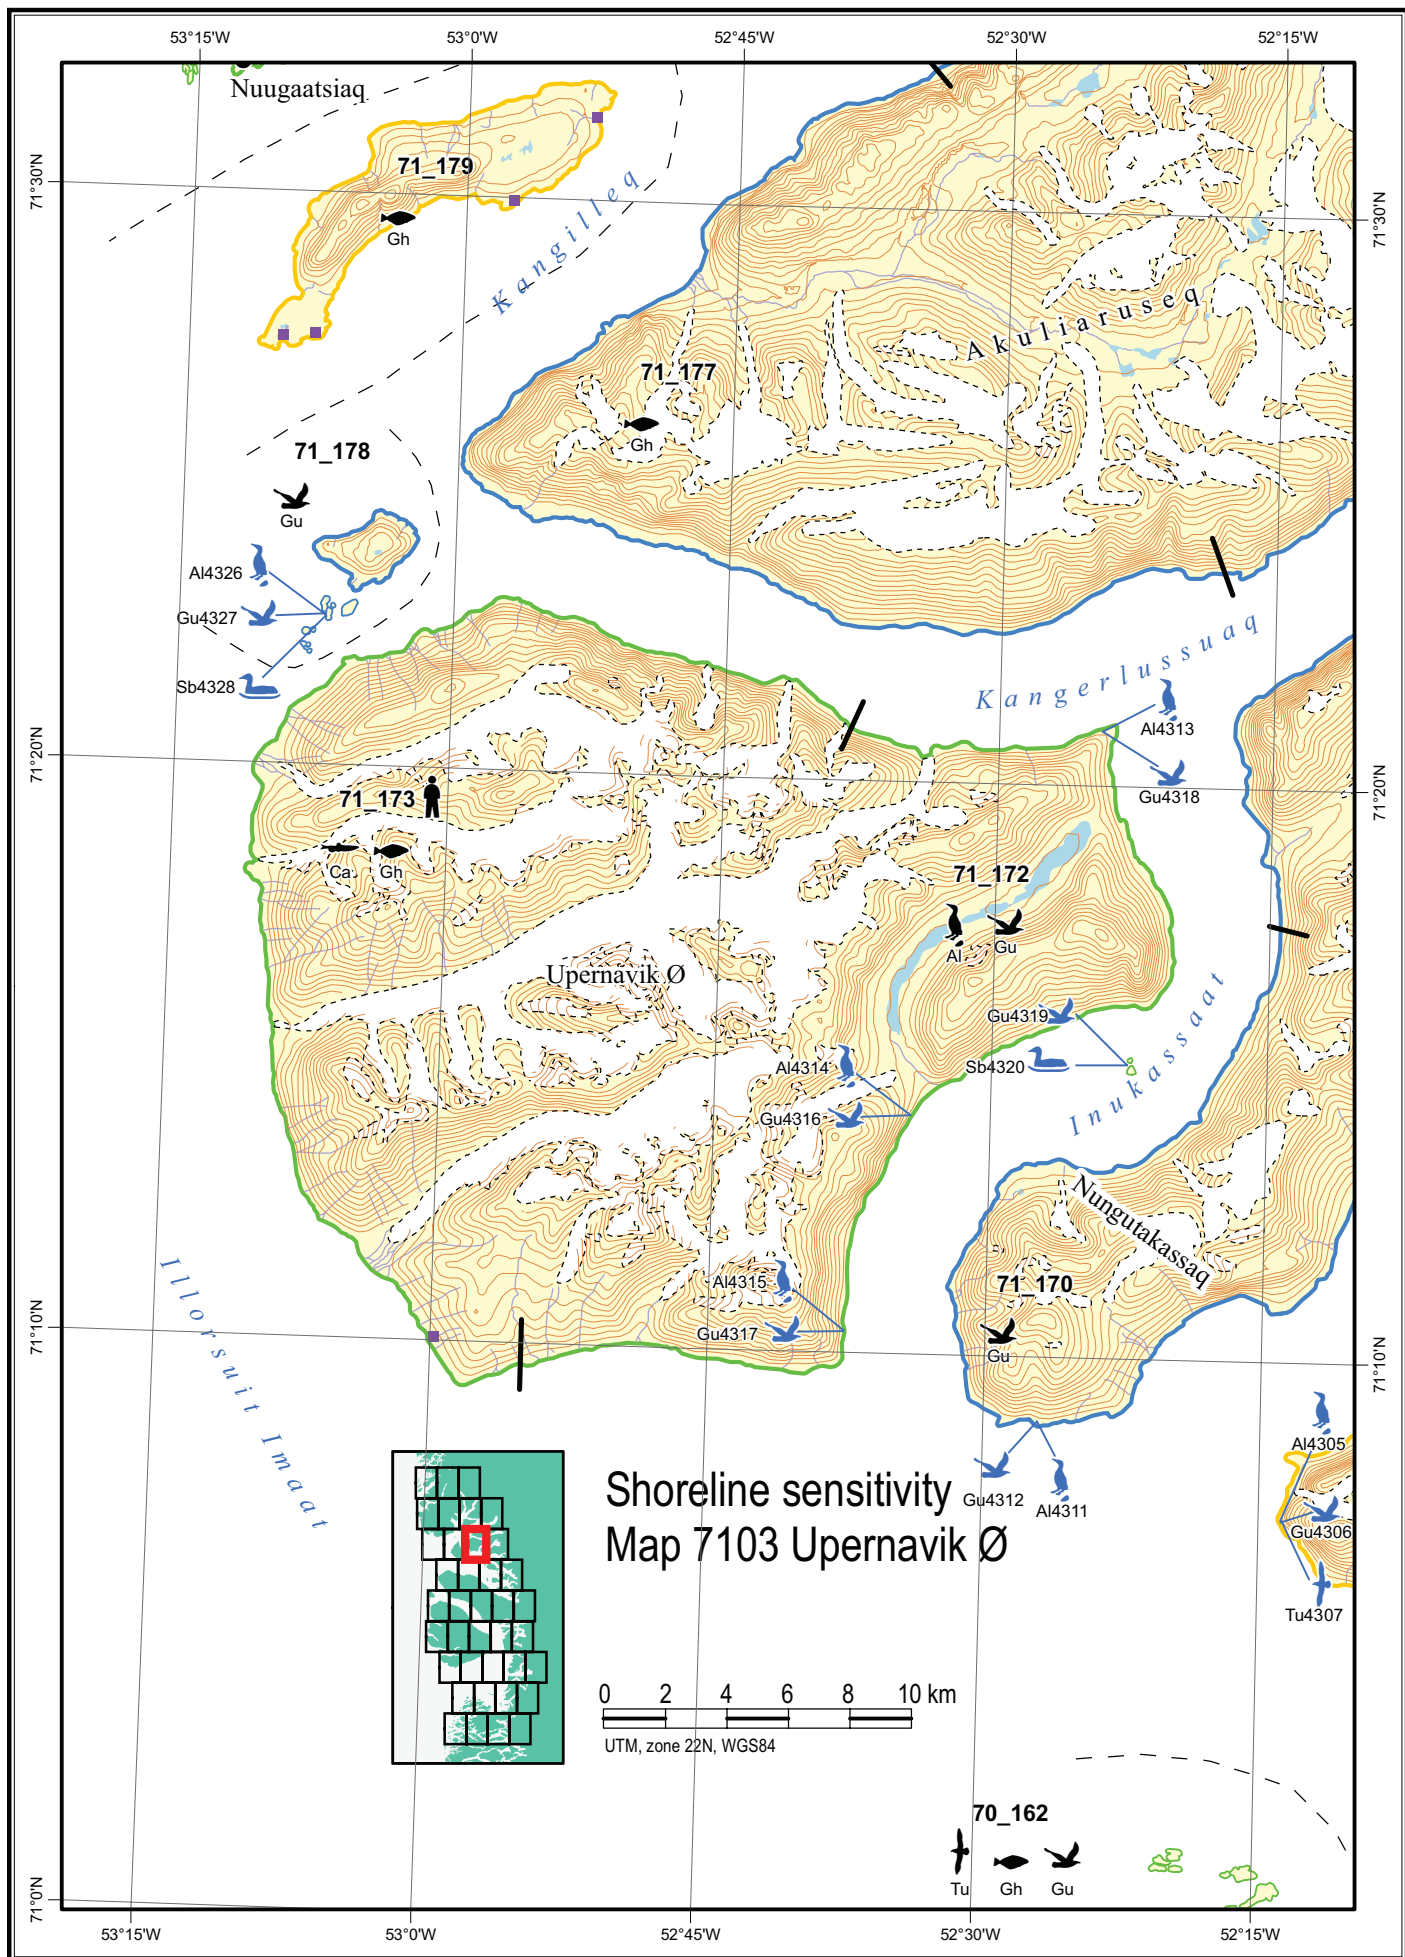 53°15'W
53°0'W
52°45'W
52°30'W
52°15'W
Nuugaatsiaq
71°30'N
71_179
Gh
Kangilleq
71°30'N
Akuliaruseq
71_177
Gh
71_178
Gu
Al4326
Gu4327
Sb4328
Kangerlussuaq
Al4313
Gu4318
71°20'N
71°20'N
71_173
Ca
Gh
71_172
Al
Gu
Upernavik Ø
Gu4319
Sb4320
Inukassaat
Al4314
Gu4316
Nungutakassaq
Illorsuit Imaat
Al4315
Gu4317
71_170
Gu
71°10'N
71°10'N
Al4305
Gu4306
Tu4307
Gu4312
Al4311
Shoreline sensitivity
Map 7103 Upernavik Ø
0 2 4 6 8 10 km
UTM, zone 22N, WGS84
70_162
Tu
Gh
Gu
71°0'N
53°15'W
53°0'W
52°45'W
52°30'W
52°15'W